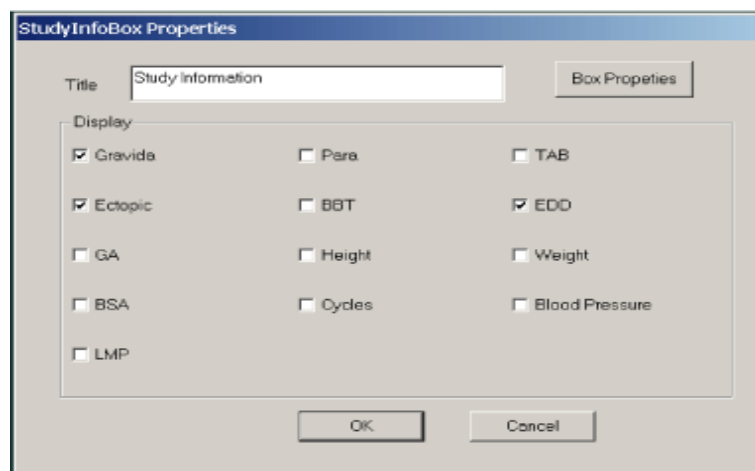 StudyInfoBox Properties
Title Study Information Box Propeties
Display
Gravida Para TAB
Ectopic BBT EDD
GA Height Weight
BSA Cycles Blood Pressure
LMP
OK Cancel